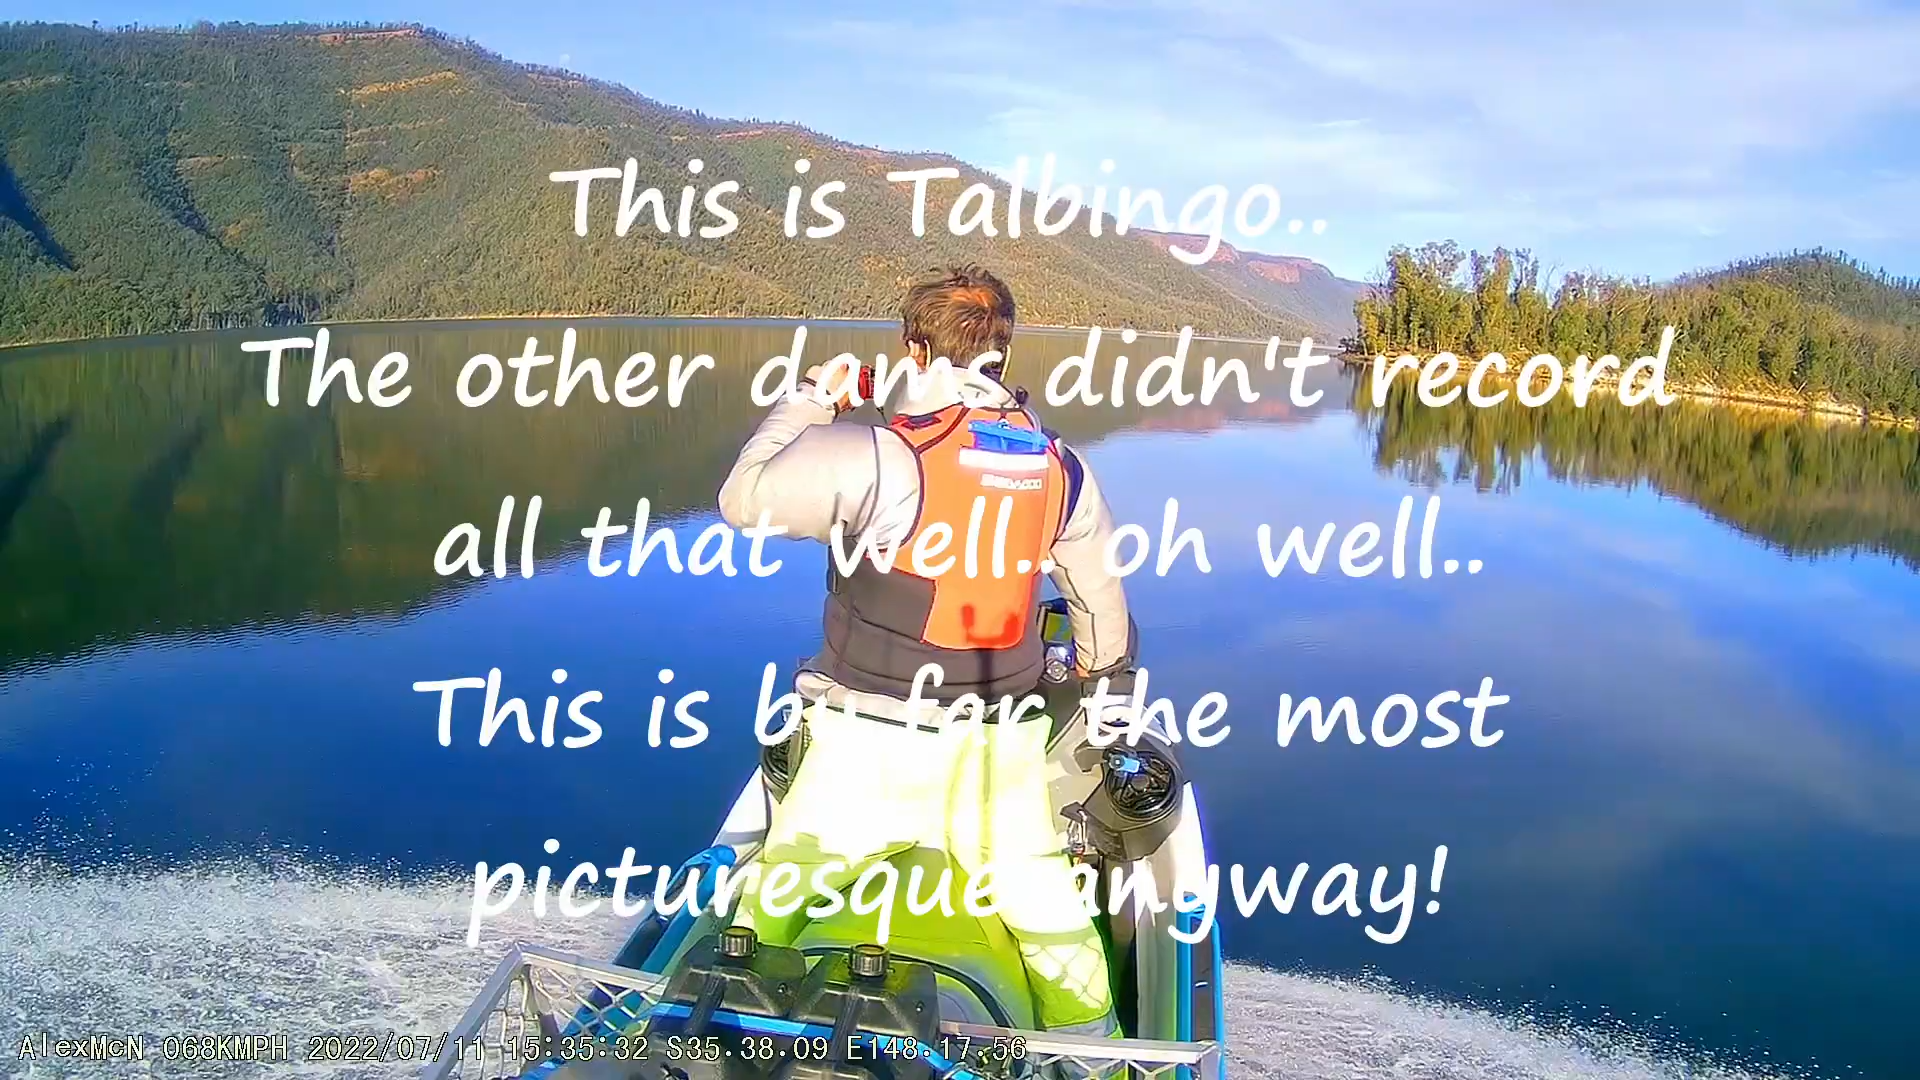 This is Talbingo..
The other dams didn't record
all that well.. oh well..
This is by far the most
picturesque anyway!
SEADOO
AlexMcN 068KMPH 2022/07/11 15:35:32 S35.38.09 E148.17.56